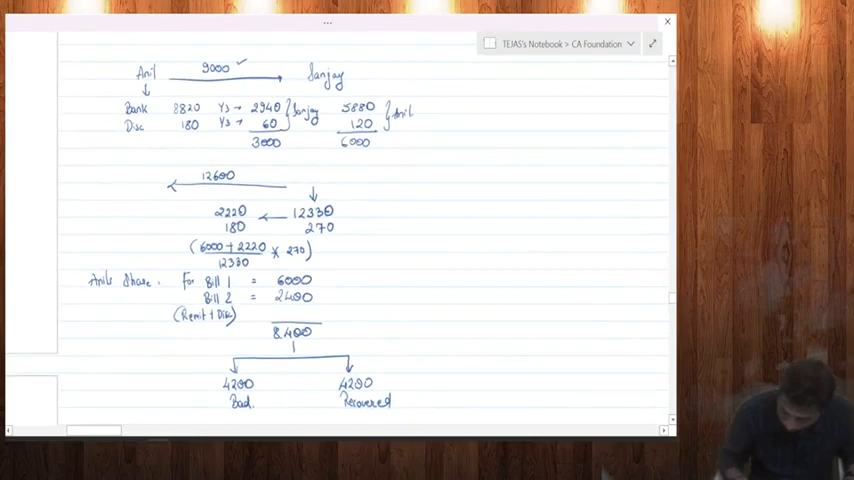 ...
TEJAS's Notebook > CA Foundation
Anil 9000 ✓ Sanjay
Bank 8820 Y3 → 2940 } Sanjay 5880 } Anil
Disc 180 Y3 → 60 120
3000 6000
12600
2220 ← 12330
180 270
(6000 + 2220 / 12330 * 270)
Anils Share. For Bill 1 = 6000
Bill 2 = 2400
(Remit + Disc)
8400
4200 4200
Bad. Recovered